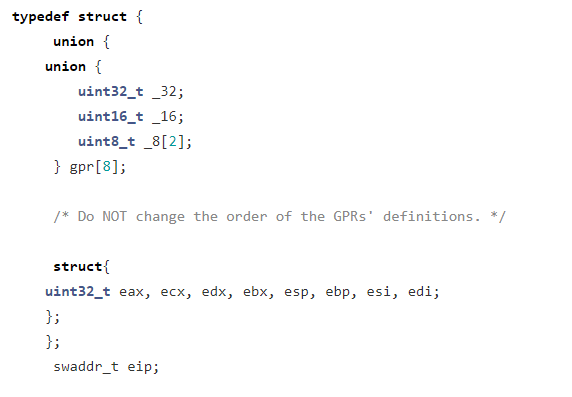 typedef struct {
union {
union {
uint32_t _32;
uint16_t _16;
uint8_t _8[2];
} gpr[8];
/* Do NOT change the order of the GPRs' definitions. */
struct{
uint32_t eax, ecx, edx, ebx, esp, ebp, esi, edi;
};
};
swaddr_t eip;